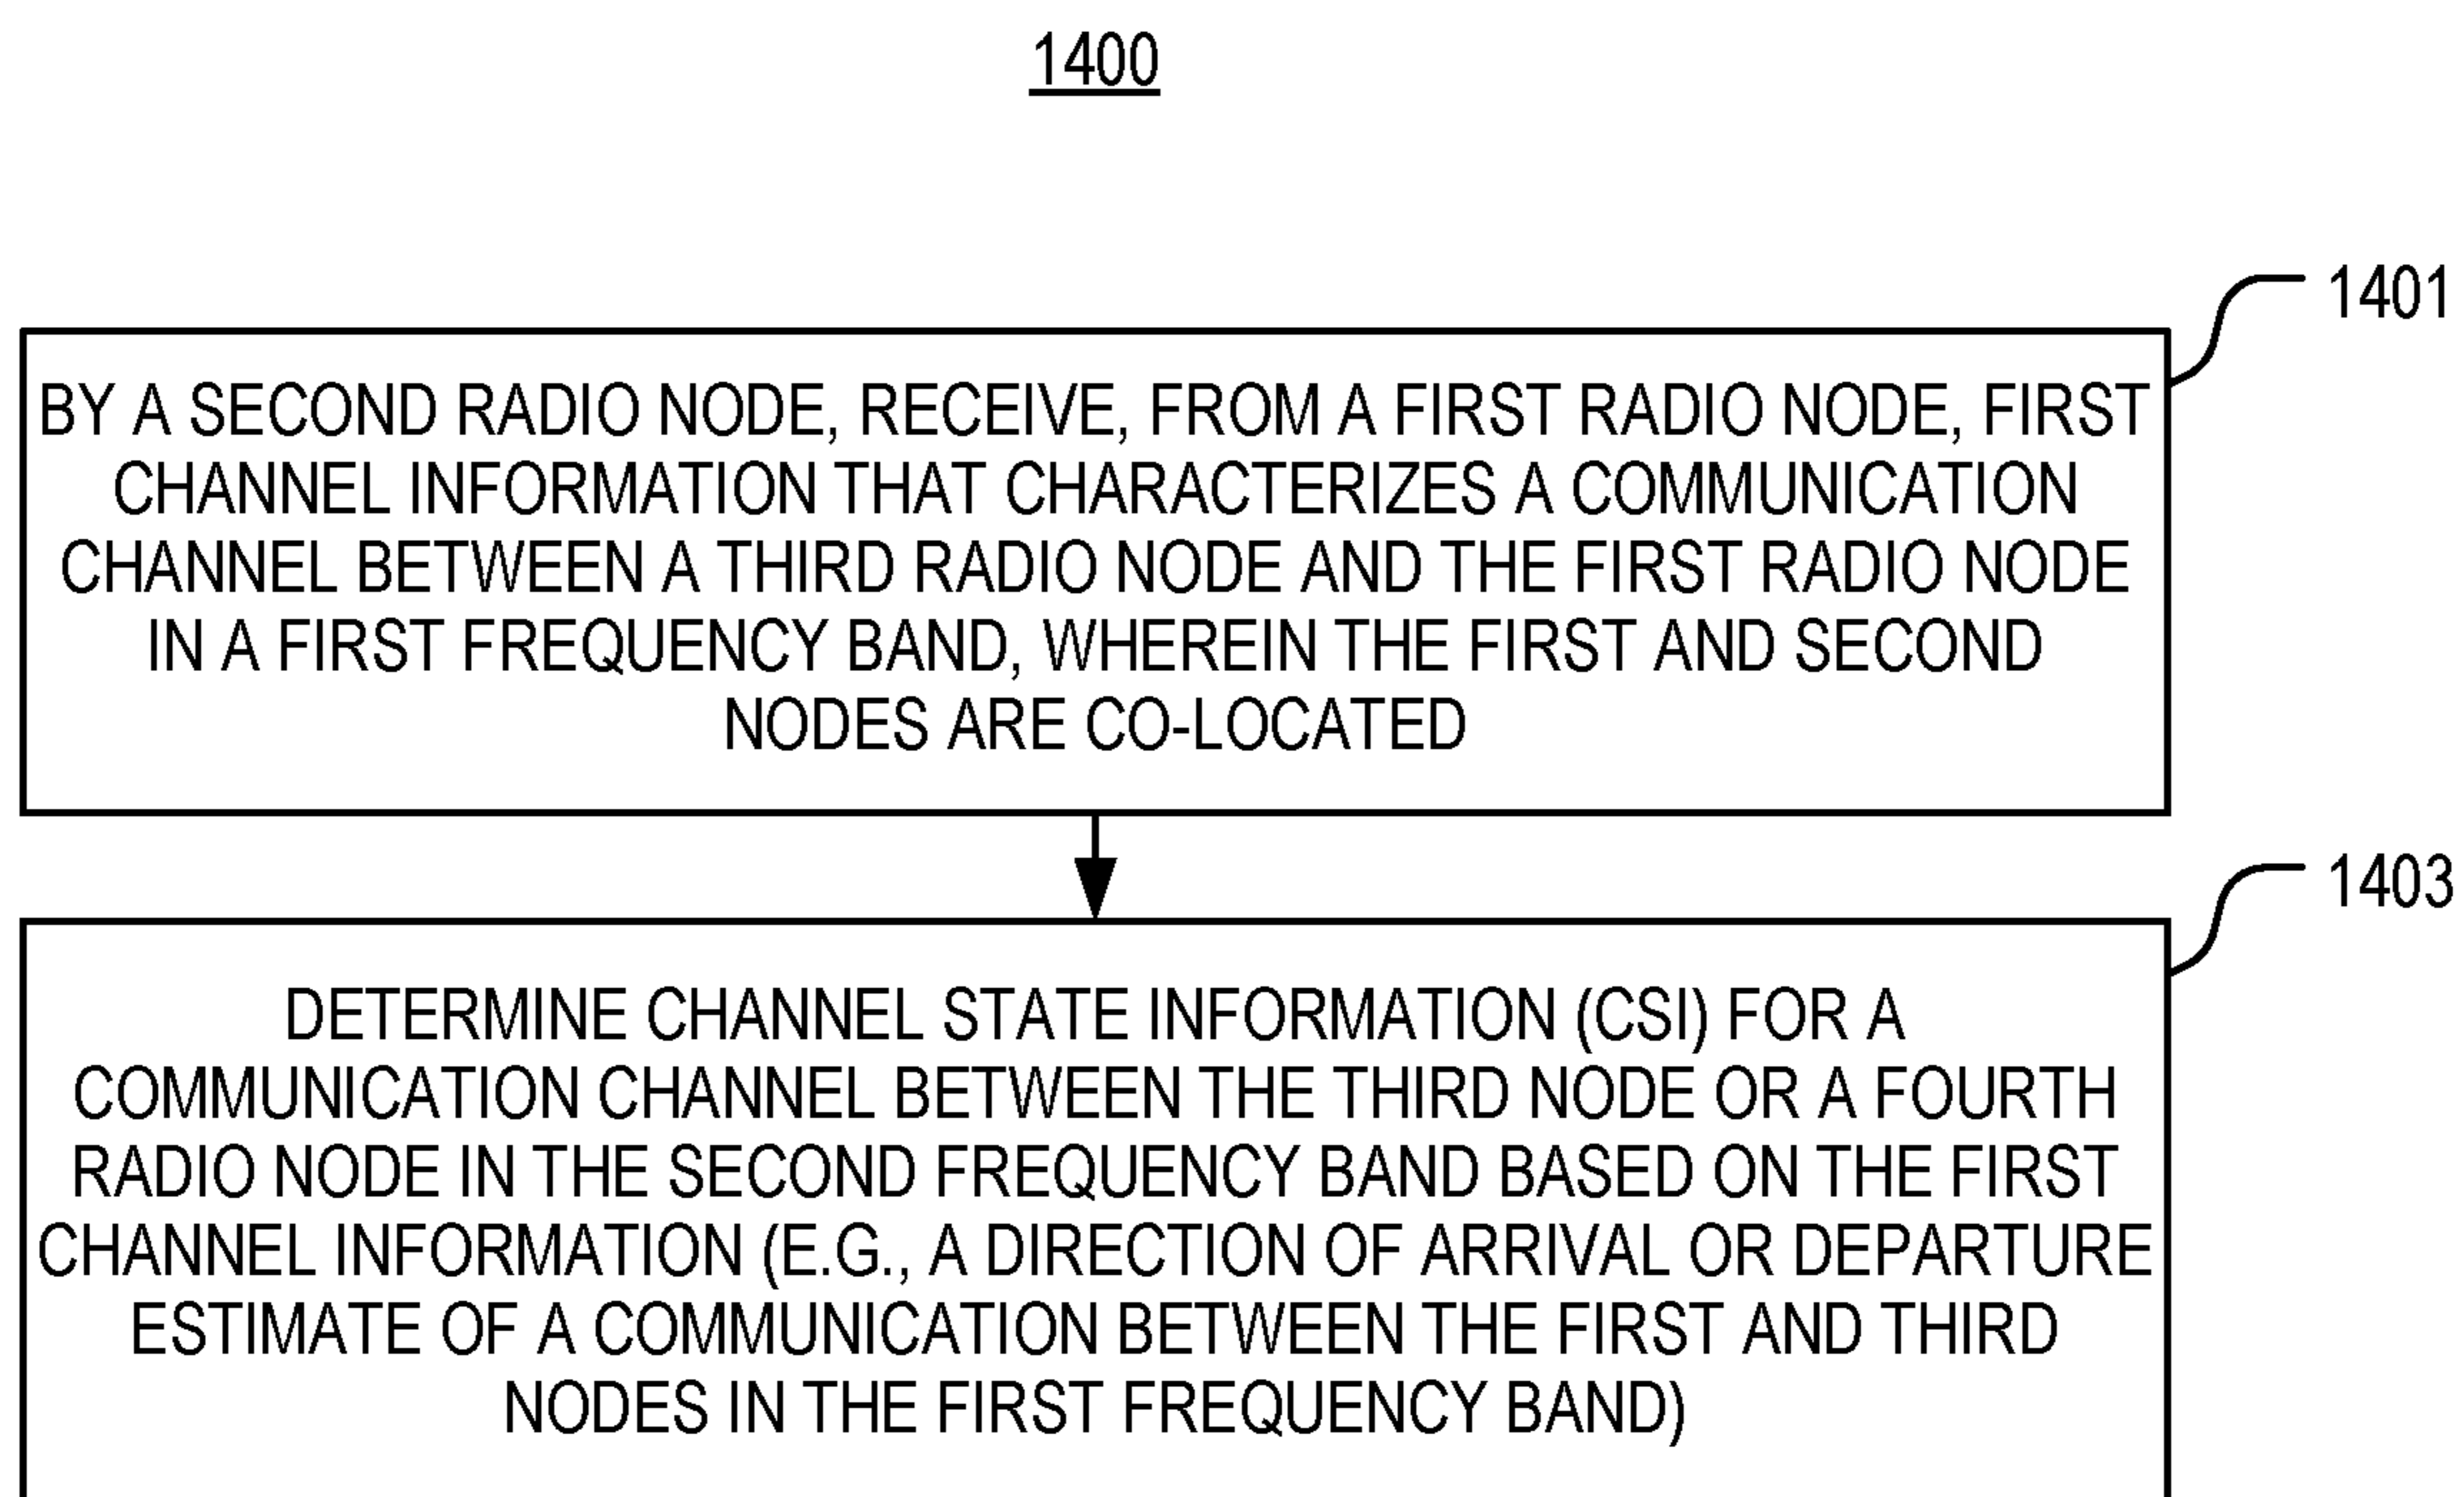 1400
1401
BY A SECOND RADIO NODE, RECEIVE, FROM A FIRST RADIO NODE, FIRST
CHANNEL INFORMATION THAT CHARACTERIZES A COMMUNICATION
CHANNEL BETWEEN A THIRD RADIO NODE AND THE FIRST RADIO NODE
IN A FIRST FREQUENCY BAND, WHEREIN THE FIRST AND SECOND
NODES ARE CO-LOCATED
1403
DETERMINE CHANNEL STATE INFORMATION (CSI) FOR A
COMMUNICATION CHANNEL BETWEEN THE THIRD NODE OR A FOURTH
RADIO NODE IN THE SECOND FREQUENCY BAND BASED ON THE FIRST
CHANNEL INFORMATION (E.G., A DIRECTION OF ARRIVAL OR DEPARTURE
ESTIMATE OF A COMMUNICATION BETWEEN THE FIRST AND THIRD
NODES IN THE FIRST FREQUENCY BAND)